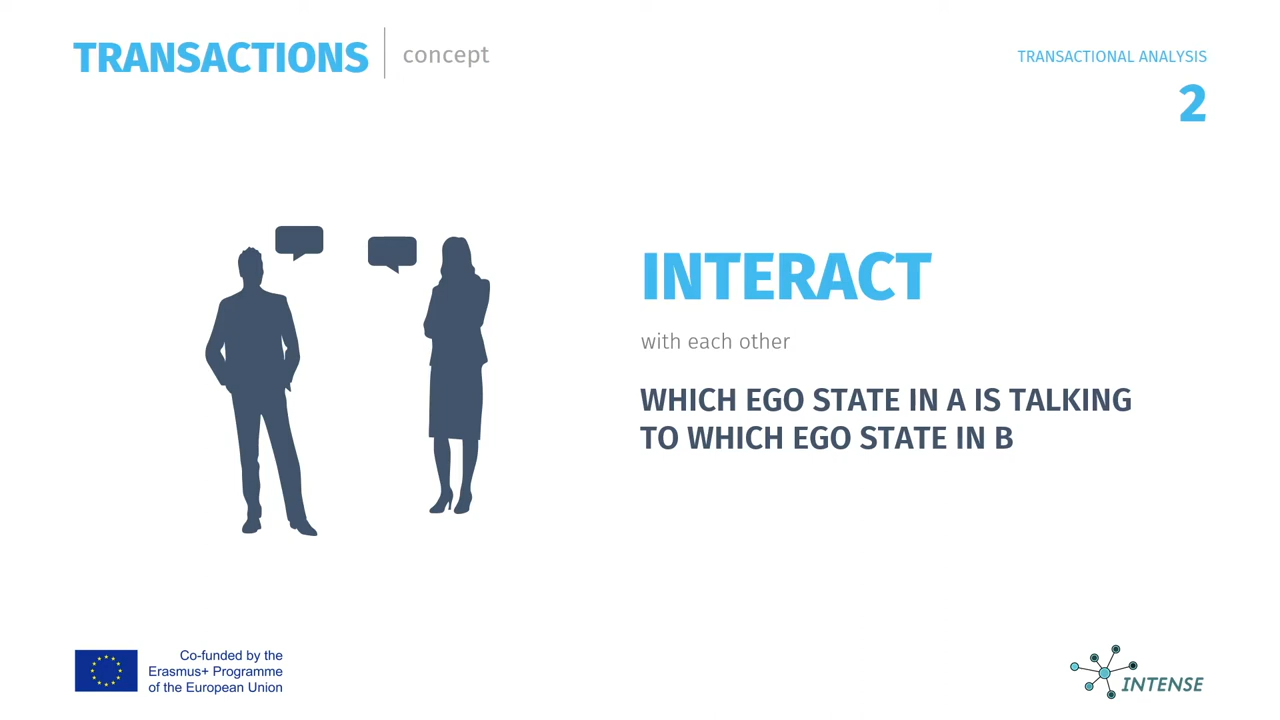 TRANSACTIONS
concept
TRANSACTIONAL ANALYSIS
2
INTERACT
with each other
WHICH EGO STATE IN A IS TALKING
TO WHICH EGO STATE IN B
Co-funded by the
Erasmus+ Programme
of the European Union
INTENSE